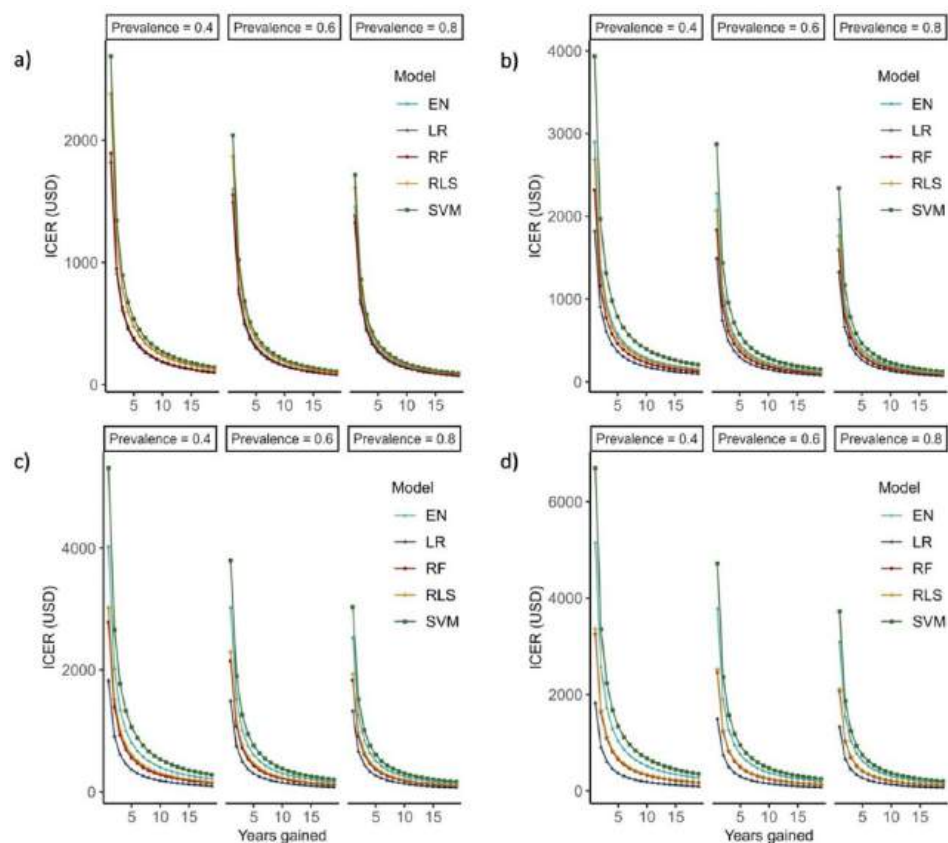 a)
Prevalence = 0.4 Prevalence = 0.6 Prevalence = 0.8
ICER (USD)
2000
1000
0
5 10 15 5 10 15 5 10 15
Model
EN
LR
RF
RLS
SVM
b)
Prevalence = 0.4 Prevalence = 0.6 Prevalence = 0.8
ICER (USD)
4000
3000
2000
1000
0
5 10 15 5 10 15 5 10 15
Model
EN
LR
RF
RLS
SVM
c)
Prevalence = 0.4 Prevalence = 0.6 Prevalence = 0.8
ICER (USD)
4000
2000
0
5 10 15 5 10 15 5 10 15
Years gained
Model
EN
LR
RF
RLS
SVM
d)
Prevalence = 0.4 Prevalence = 0.6 Prevalence = 0.8
ICER (USD)
6000
4000
2000
0
5 10 15 5 10 15 5 10 15
Years gained
Model
EN
LR
RF
RLS
SVM